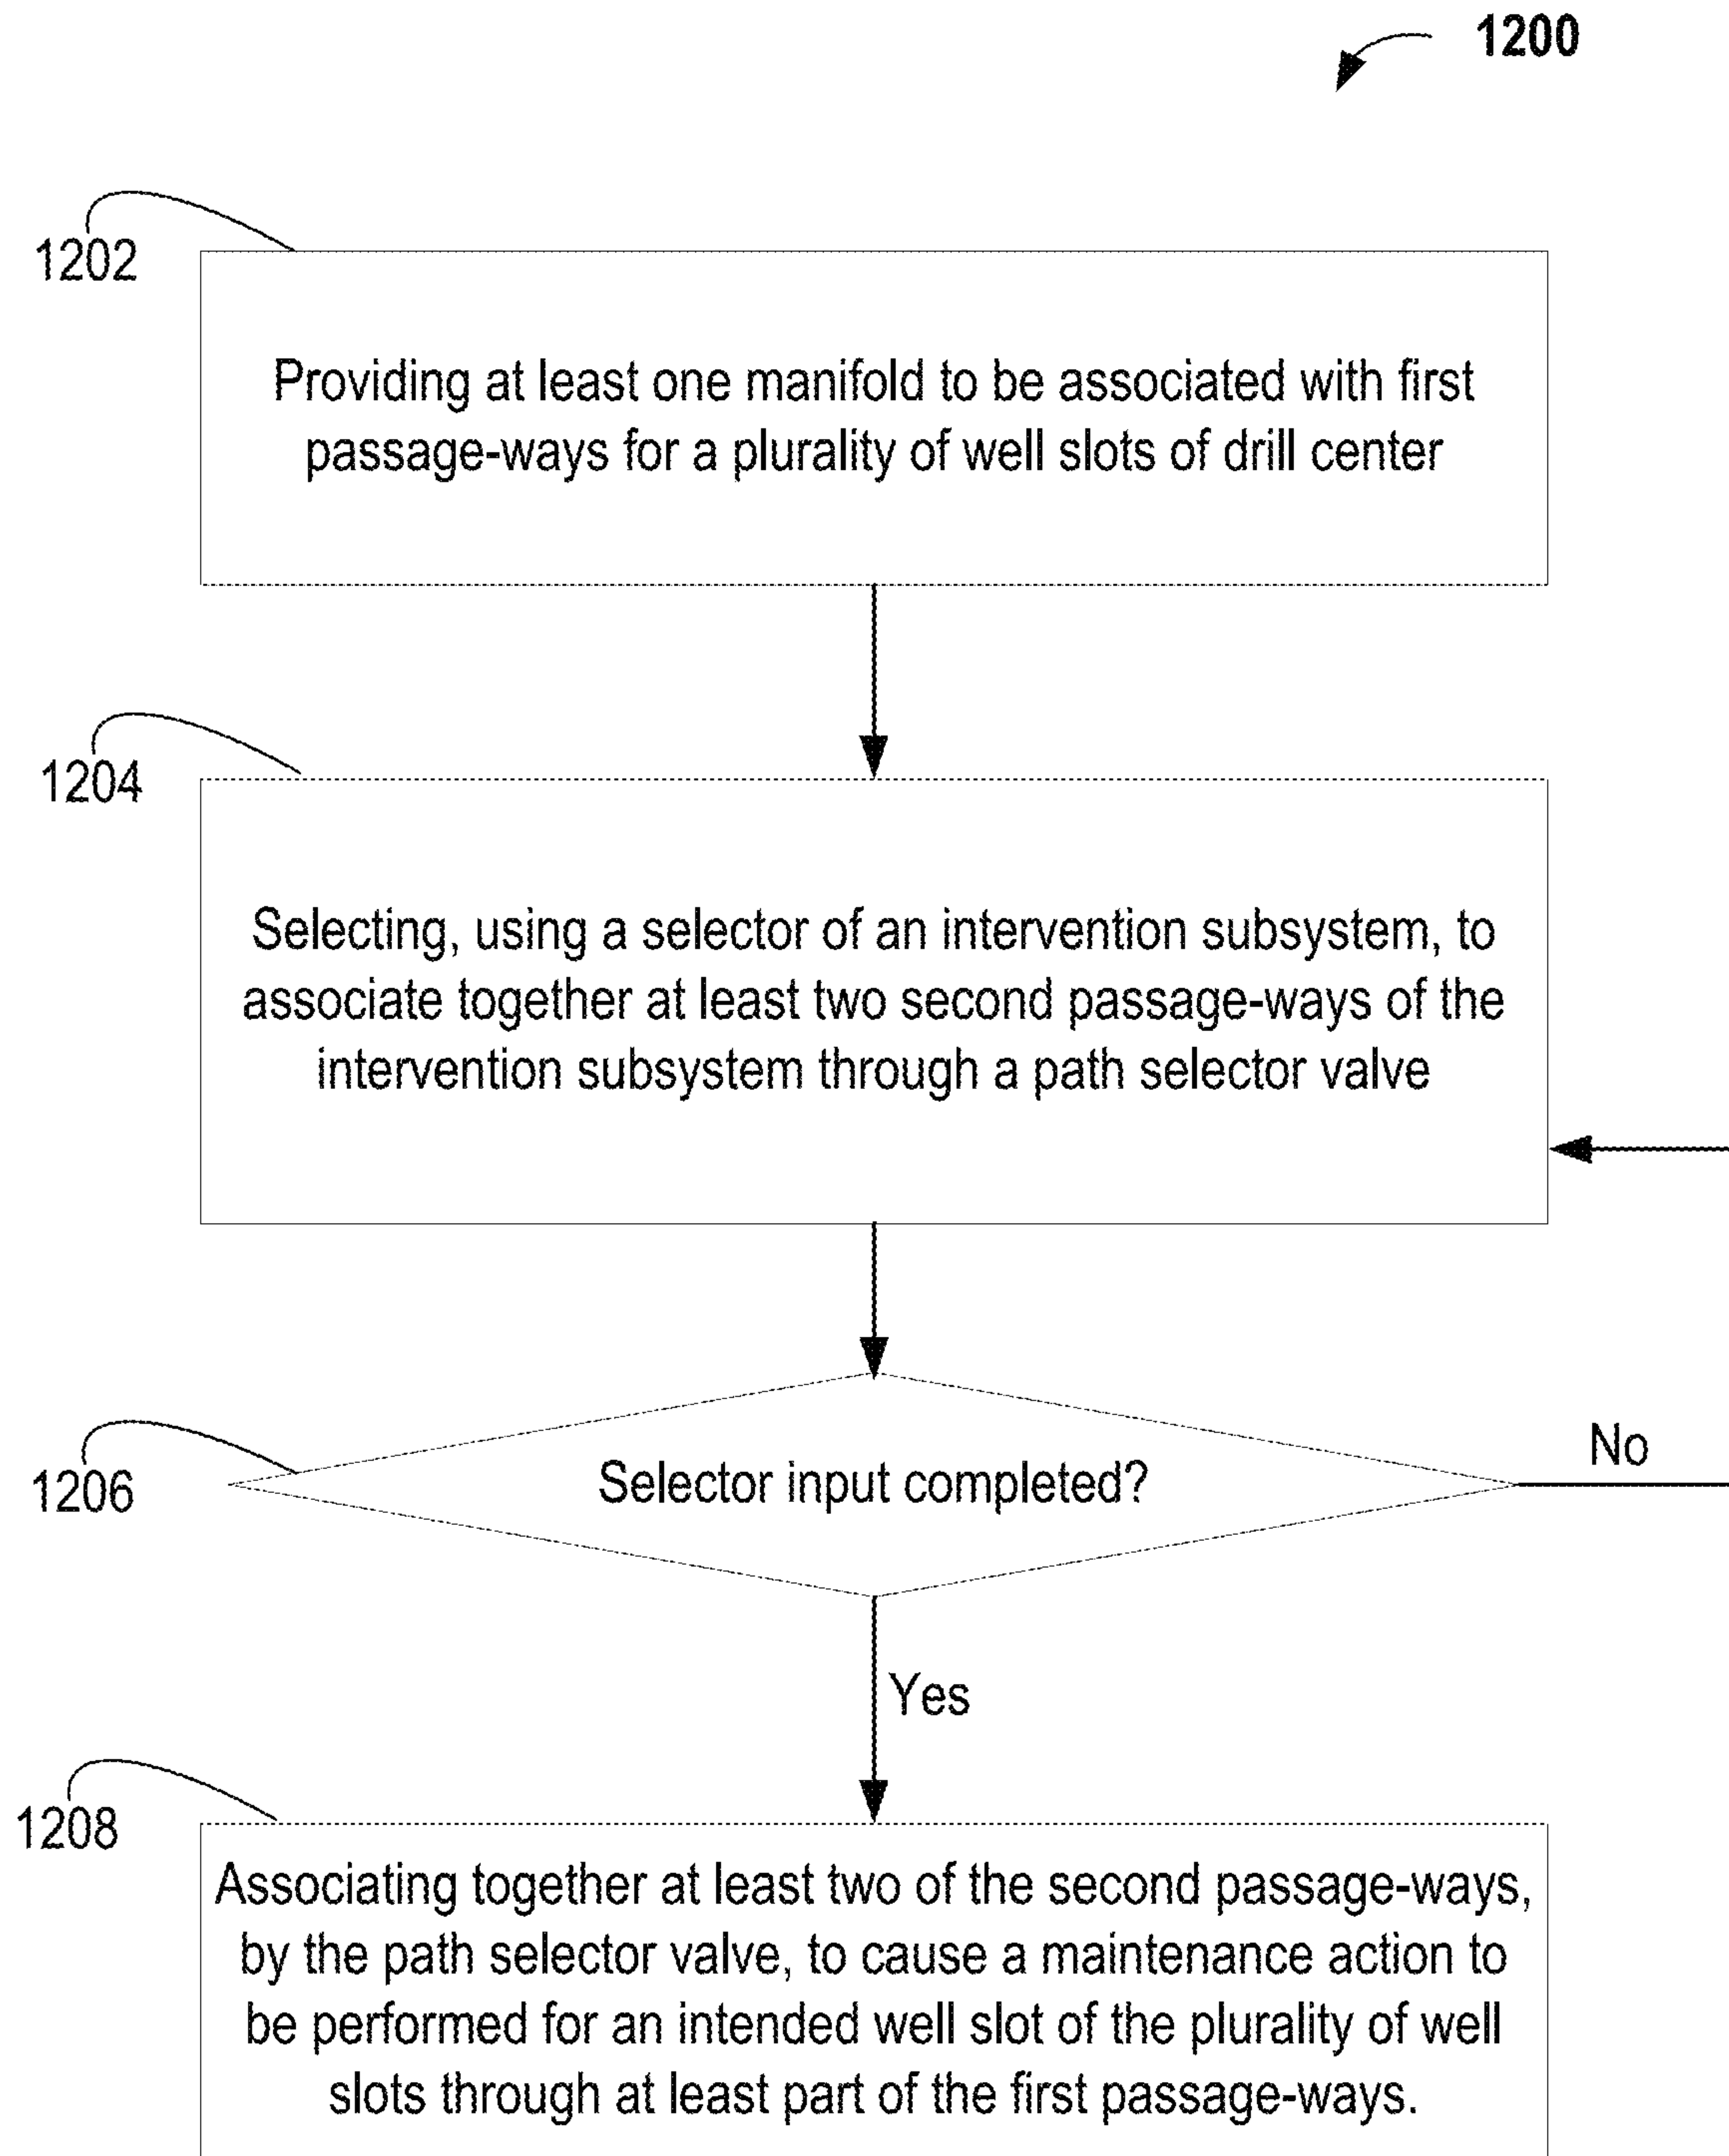 1200
1202
Providing at least one manifold to be associated with first
passage-ways for a plurality of well slots of drill center
1204
Selecting, using a selector of an intervention subsystem, to
associate together at least two second passage-ways of the
intervention subsystem through a path selector valve
1206
Selector input completed?
No
Yes
1208
Associating together at least two of the second passage-ways,
by the path selector valve, to cause a maintenance action to
be performed for an intended well slot of the plurality of well
slots through at least part of the first passage-ways.